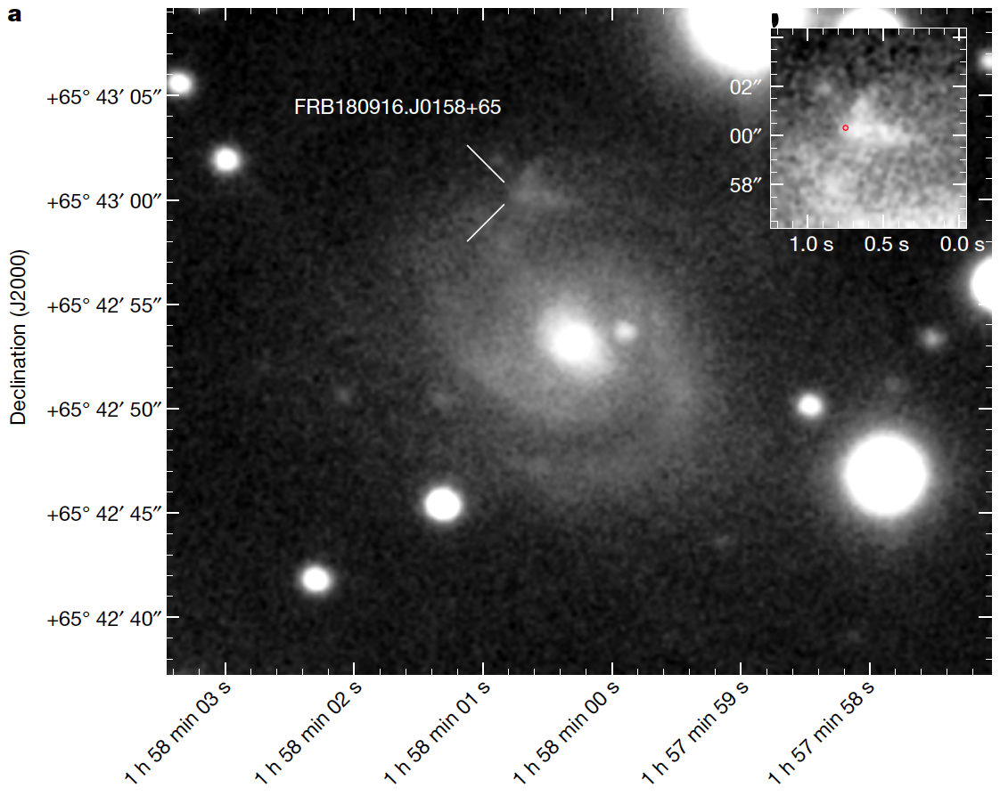 a
FRB180916.J0158+65
Declination (J2000)
+65° 43′ 05″
+65° 43′ 00″
+65° 42′ 55″
+65° 42′ 50″
+65° 42′ 45″
+65° 42′ 40″
02″
00″
58″
1.0 s 0.5 s 0.0 s
1 h 58 min 03 s
1 h 58 min 02 s
1 h 58 min 01 s
1 h 58 min 00 s
1 h 57 min 59 s
1 h 57 min 58 s